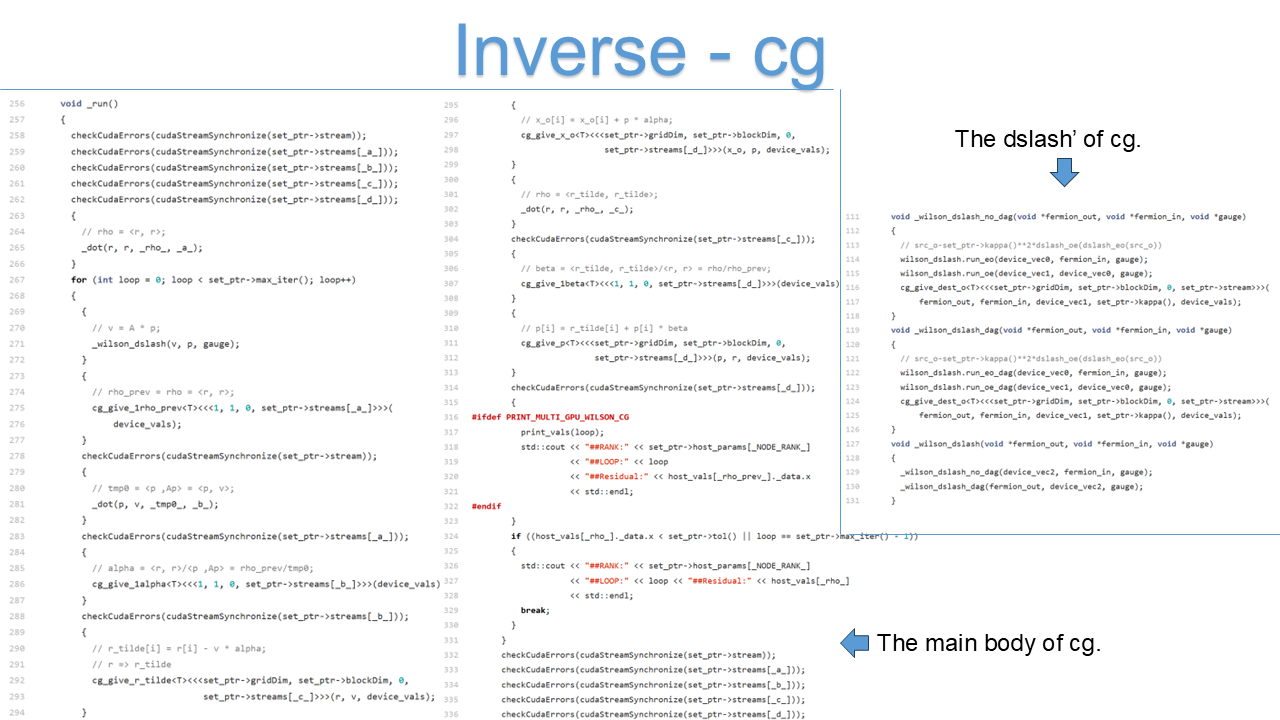 Inverse - cg
256 void _run()
257 {
258 checkCudaErrors(cudaStreamSynchronize(set_ptr->stream));
259 checkCudaErrors(cudaStreamSynchronize(set_ptr->streams[_a_]));
260 checkCudaErrors(cudaStreamSynchronize(set_ptr->streams[_b_]));
261 checkCudaErrors(cudaStreamSynchronize(set_ptr->streams[_c_]));
262 checkCudaErrors(cudaStreamSynchronize(set_ptr->streams[_d_]));
263 {
264 // rho = <r, r>;
265 _dot(r, r, _rho_, _a_);
266 }
267 for (int loop = 0; loop < set_ptr->max_iter(); loop++)
268 {
269 {
270 // v = A * p;
271 _wilson_dslash(v, p, gauge);
272 }
273 {
274 // rho_prev = rho = <r, r>;
275 cg_give_1rho_prev<T><<<1, 1, 0, set_ptr->streams[_a_]>>>(
276 device_vals);
277 }
278 checkCudaErrors(cudaStreamSynchronize(set_ptr->stream));
279 {
280 // tmp0 = <p ,Ap> = <p, v>;
281 _dot(p, v, _tmp0_, _b_);
282 }
283 checkCudaErrors(cudaStreamSynchronize(set_ptr->streams[_a_]));
284 {
285 // alpha = <r, r>/<p ,Ap> = rho_prev/tmp0;
286 cg_give_1alpha<T><<<1, 1, 0, set_ptr->streams[_b_]>>>(device_vals)
287 }
288 checkCudaErrors(cudaStreamSynchronize(set_ptr->streams[_b_]));
289 {
290 // r_tilde[i] = r[i] - v * alpha;
291 // r => r_tilde
292 cg_give_r_tilde<T><<<set_ptr->gridDim, set_ptr->blockDim, 0,
293 set_ptr->streams[_c_]>>>(r, v, device_vals);
294 }
295 {
296 // x_o[i] = x_o[i] + p * alpha;
297 cg_give_x_o<T><<<set_ptr->gridDim, set_ptr->blockDim, 0,
298 set_ptr->streams[_d_]>>>(x_o, p, device_vals);
299 }
300 {
301 // rho = <r_tilde, r_tilde>;
302 _dot(r, r, _rho_, _c_);
303 }
304 checkCudaErrors(cudaStreamSynchronize(set_ptr->streams[_c_]));
305 {
306 // beta = <r_tilde, r_tilde>/<r, r> = rho/rho_prev;
307 cg_give_1beta<T><<<1, 1, 0, set_ptr->streams[_d_]>>>(device_vals)
308 }
309 {
310 // p[i] = r_tilde[i] + p[i] * beta
311 cg_give_p<T><<<set_ptr->gridDim, set_ptr->blockDim, 0,
312 set_ptr->streams[_d_]>>>(p, r, device_vals);
313 }
314 checkCudaErrors(cudaStreamSynchronize(set_ptr->streams[_d_]));
315 {
316 #ifdef PRINT_MULTI_GPU_WILSON_CG
317 print_vals(loop);
318 std::cout << "##RANK:" << set_ptr->host_params[_NODE_RANK_]
319 << "##LOOP:" << loop
320 << "##Residual:" << host_vals[_rho_prev_]._data.x
321 << std::endl;
322 #endif
323 }
324 if ((host_vals[_rho_]._data.x < set_ptr->tol() || loop == set_ptr->max_iter() - 1))
325 {
326 std::cout << "##RANK:" << set_ptr->host_params[_NODE_RANK_]
327 << "##LOOP:" << loop << "##Residual:" << host_vals[_rho_]
328 << std::endl;
329 break;
330 }
331 }
332 checkCudaErrors(cudaStreamSynchronize(set_ptr->stream));
333 checkCudaErrors(cudaStreamSynchronize(set_ptr->streams[_a_]));
334 checkCudaErrors(cudaStreamSynchronize(set_ptr->streams[_b_]));
335 checkCudaErrors(cudaStreamSynchronize(set_ptr->streams[_c_]));
336 checkCudaErrors(cudaStreamSynchronize(set_ptr->streams[_d_]));
The dslash’ of cg.
111 void _wilson_dslash_no_dag(void *fermion_out, void *fermion_in, void *gauge)
112 {
113 // src_o-set_ptr->kappa()**2*dslash_oe(dslash_eo(src_o))
114 wilson_dslash.run_eo(device_vec0, fermion_in, gauge);
115 wilson_dslash.run_oe(device_vec1, device_vec0, gauge);
116 cg_give_dest_o<T><<<set_ptr->gridDim, set_ptr->blockDim, 0, set_ptr->stream>>>(
117 fermion_out, fermion_in, device_vec1, set_ptr->kappa(), device_vals);
118 }
119 void _wilson_dslash_dag(void *fermion_out, void *fermion_in, void *gauge)
120 {
121 // src_o-set_ptr->kappa()**2*dslash_oe(dslash_eo(src_o))
122 wilson_dslash.run_eo_dag(device_vec0, fermion_in, gauge);
123 wilson_dslash.run_oe_dag(device_vec1, device_vec0, gauge);
124 cg_give_dest_o<T><<<set_ptr->gridDim, set_ptr->blockDim, 0, set_ptr->stream>>>(
125 fermion_out, fermion_in, device_vec1, set_ptr->kappa(), device_vals);
126 }
127 void _wilson_dslash(void *fermion_out, void *fermion_in, void *gauge)
128 {
129 _wilson_dslash_no_dag(device_vec2, fermion_in, gauge);
130 _wilson_dslash_dag(fermion_out, device_vec2, gauge);
131 }
The main body of cg.